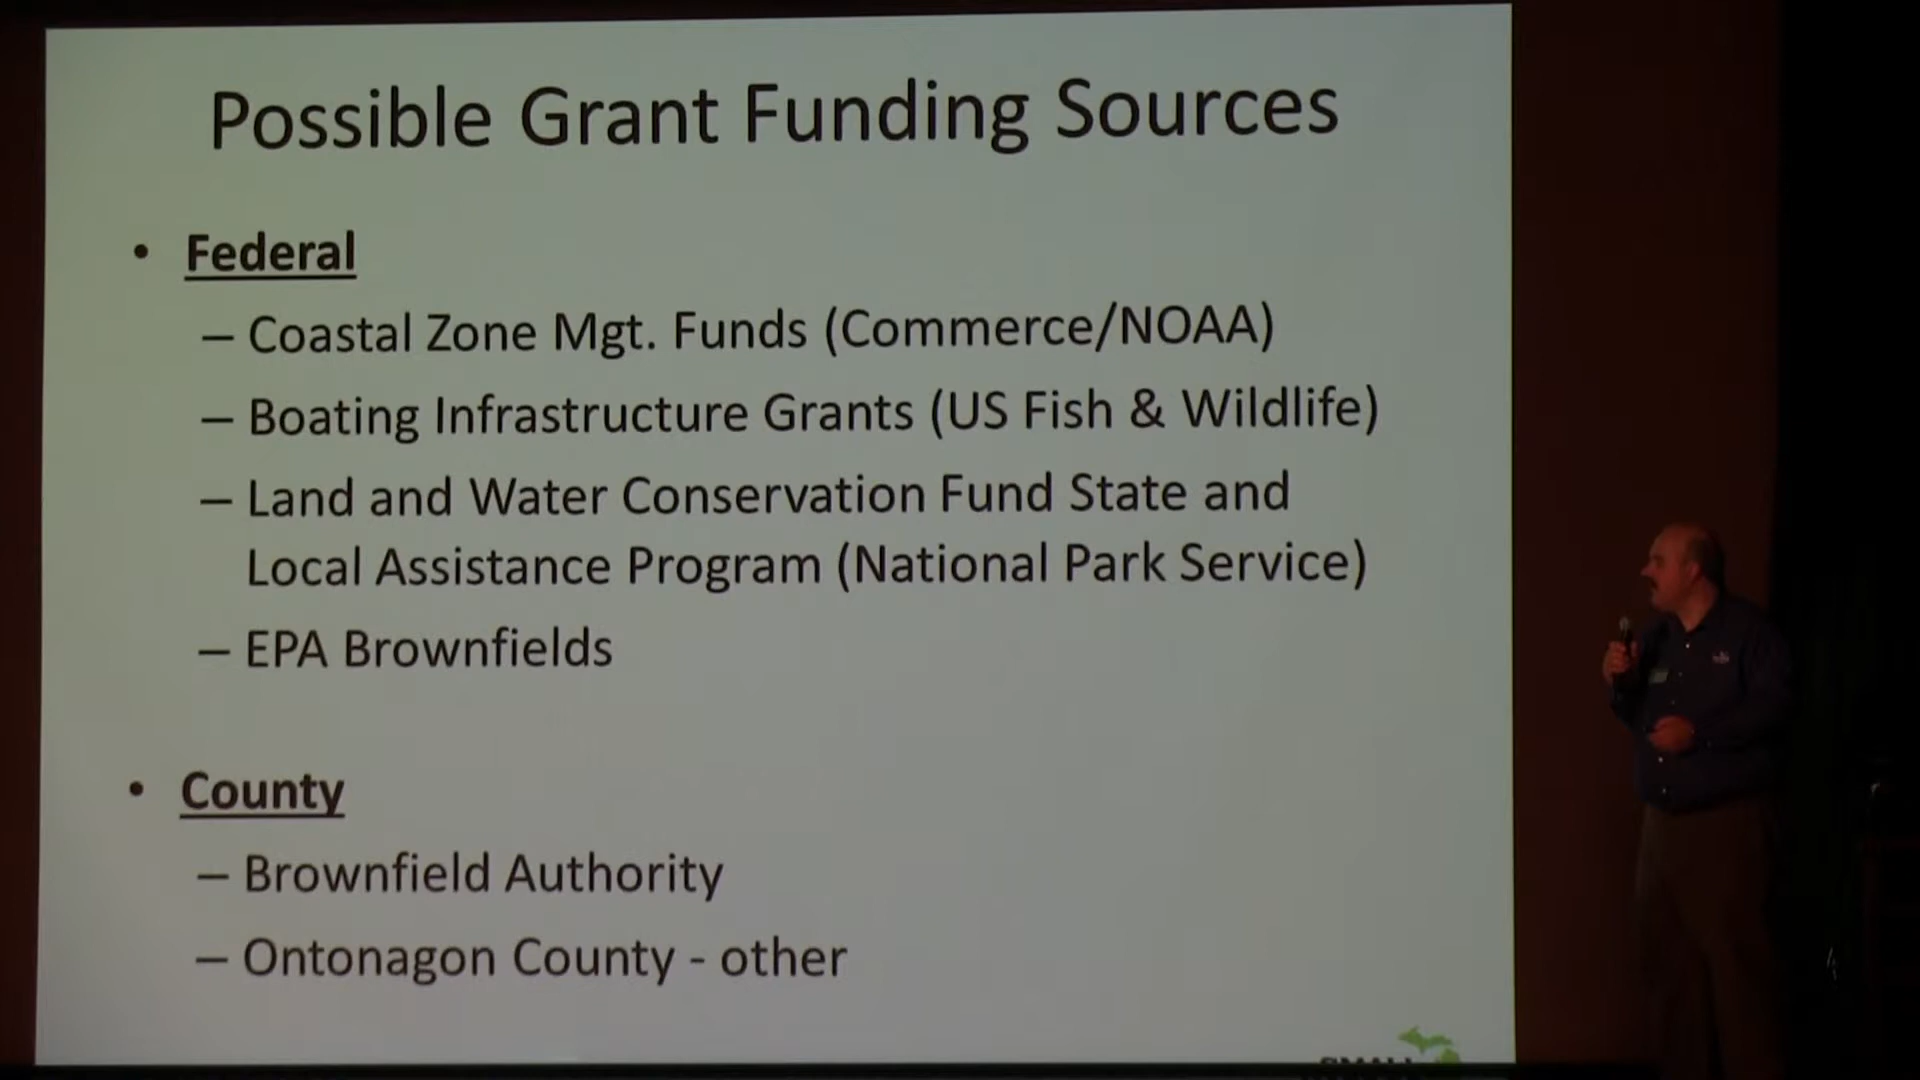 Possible Grant Funding Sources
• Federal
– Coastal Zone Mgt. Funds (Commerce/NOAA)
– Boating Infrastructure Grants (US Fish & Wildlife)
– Land and Water Conservation Fund State and
Local Assistance Program (National Park Service)
– EPA Brownfields
• County
– Brownfield Authority
– Ontonagon County - other
SMALL